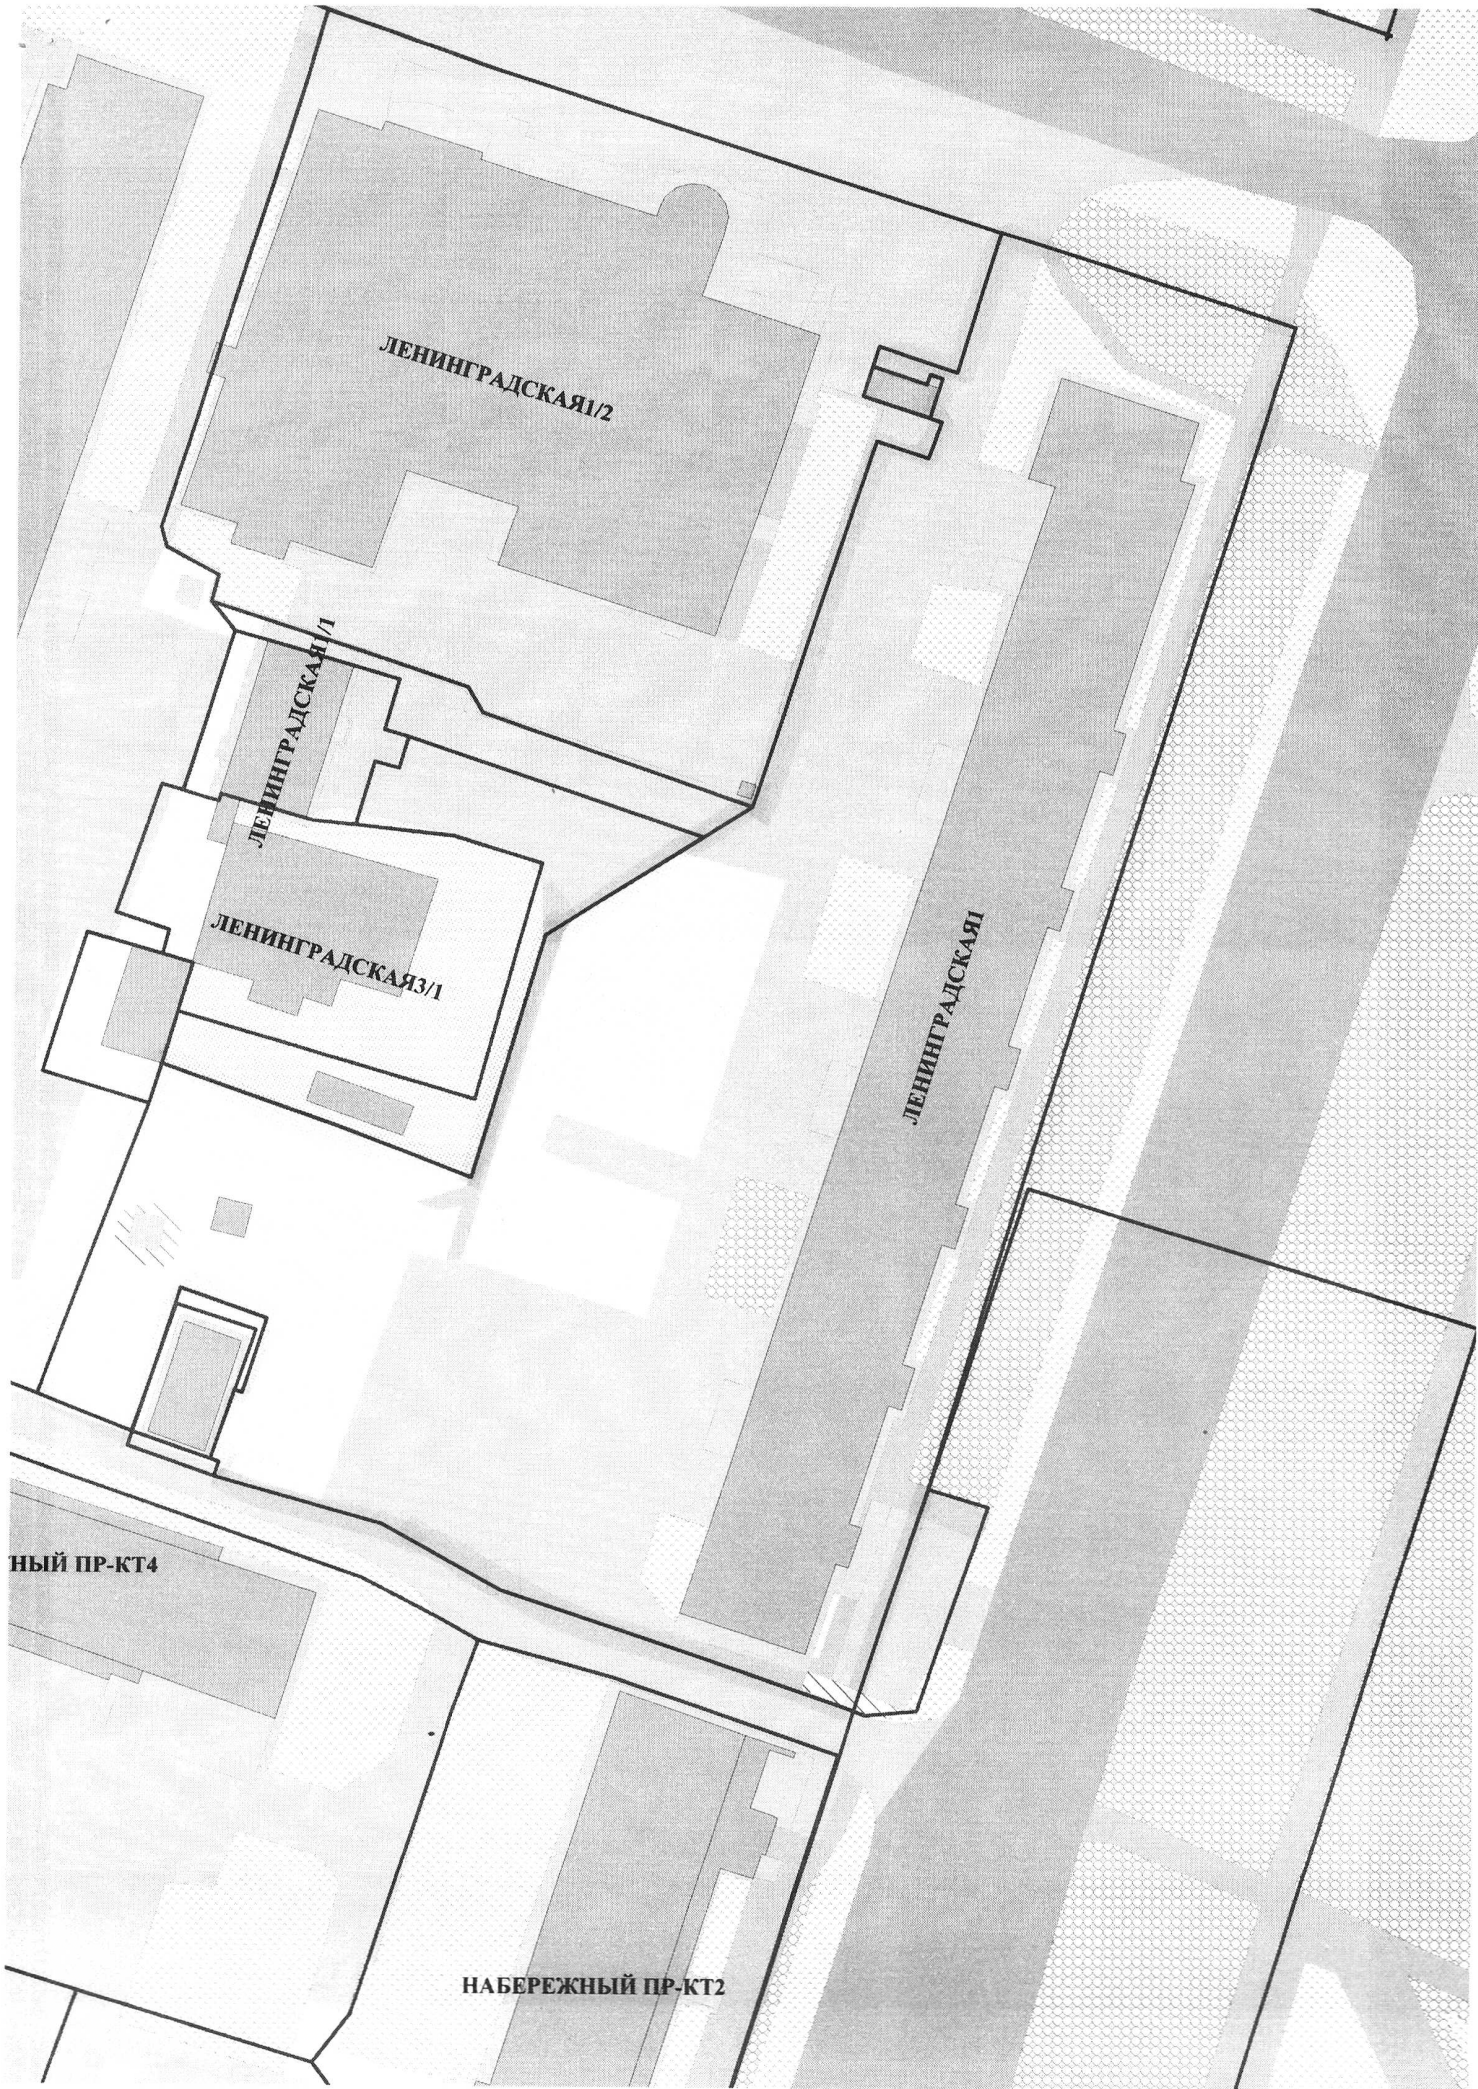 ЛЕНИНГРАДСКАЯ1/2
ЛЕНИНГРАДСКАЯ1/1
ЛЕНИНГРАДСКАЯ3/1
ЛЕНИНГРАДСКАЯ1
НЫЙ ПР-КТ4
НАБЕРЕЖНЫЙ ПР-КТ2